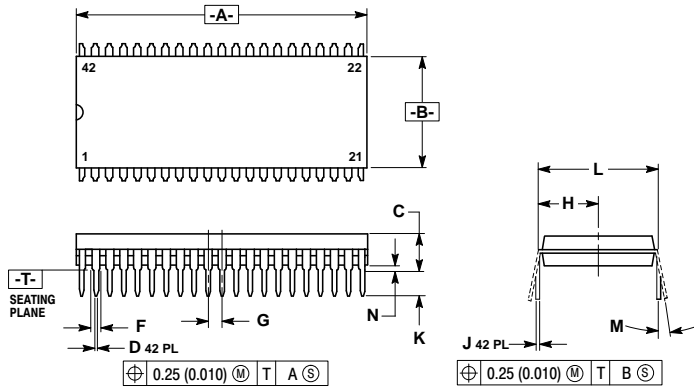 -A-
42 22
-B-
1 21
L
H
C
-T-
SEATING
PLANE
N
F
G
K
M
D 42 PL
J 42 PL
⌖ 0.25 (0.010) Ⓜ T A Ⓢ
⌖ 0.25 (0.010) Ⓜ T B Ⓢ